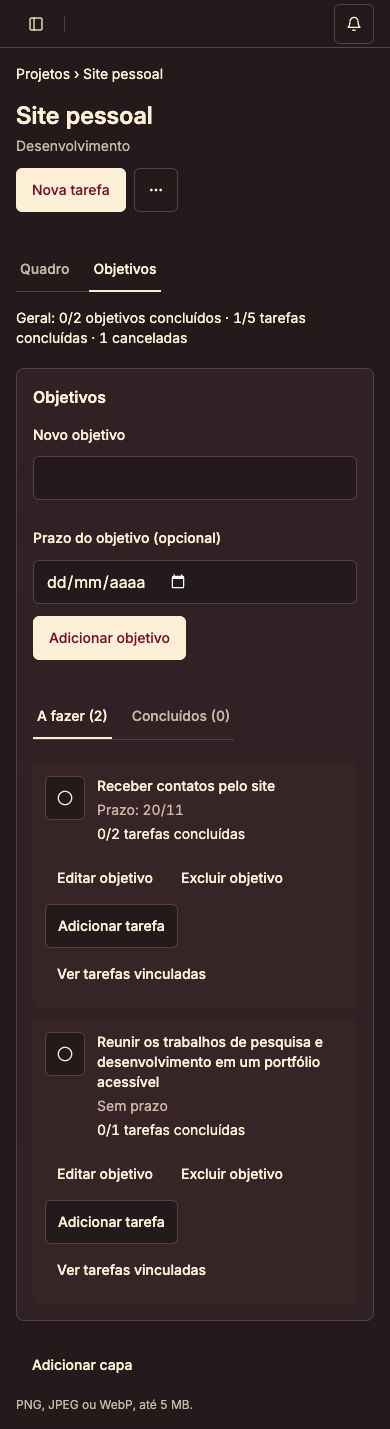 Projetos › Site pessoal
Site pessoal
Desenvolvimento
Nova tarefa
Quadro Objetivos
Geral: 0/2 objetivos concluídos · 1/5 tarefas
concluídas · 1 canceladas
Objetivos
Novo objetivo
Prazo do objetivo (opcional)
dd/mm/aaaa
Adicionar objetivo
A fazer (2) Concluídos (0)
Receber contatos pelo site
Prazo: 20/11
0/2 tarefas concluídas
Editar objetivo Excluir objetivo
Adicionar tarefa
Ver tarefas vinculadas
Reunir os trabalhos de pesquisa e
desenvolvimento em um portfólio
acessível
Sem prazo
0/1 tarefas concluídas
Editar objetivo Excluir objetivo
Adicionar tarefa
Ver tarefas vinculadas
Adicionar capa
PNG, JPEG ou WebP, até 5 MB.